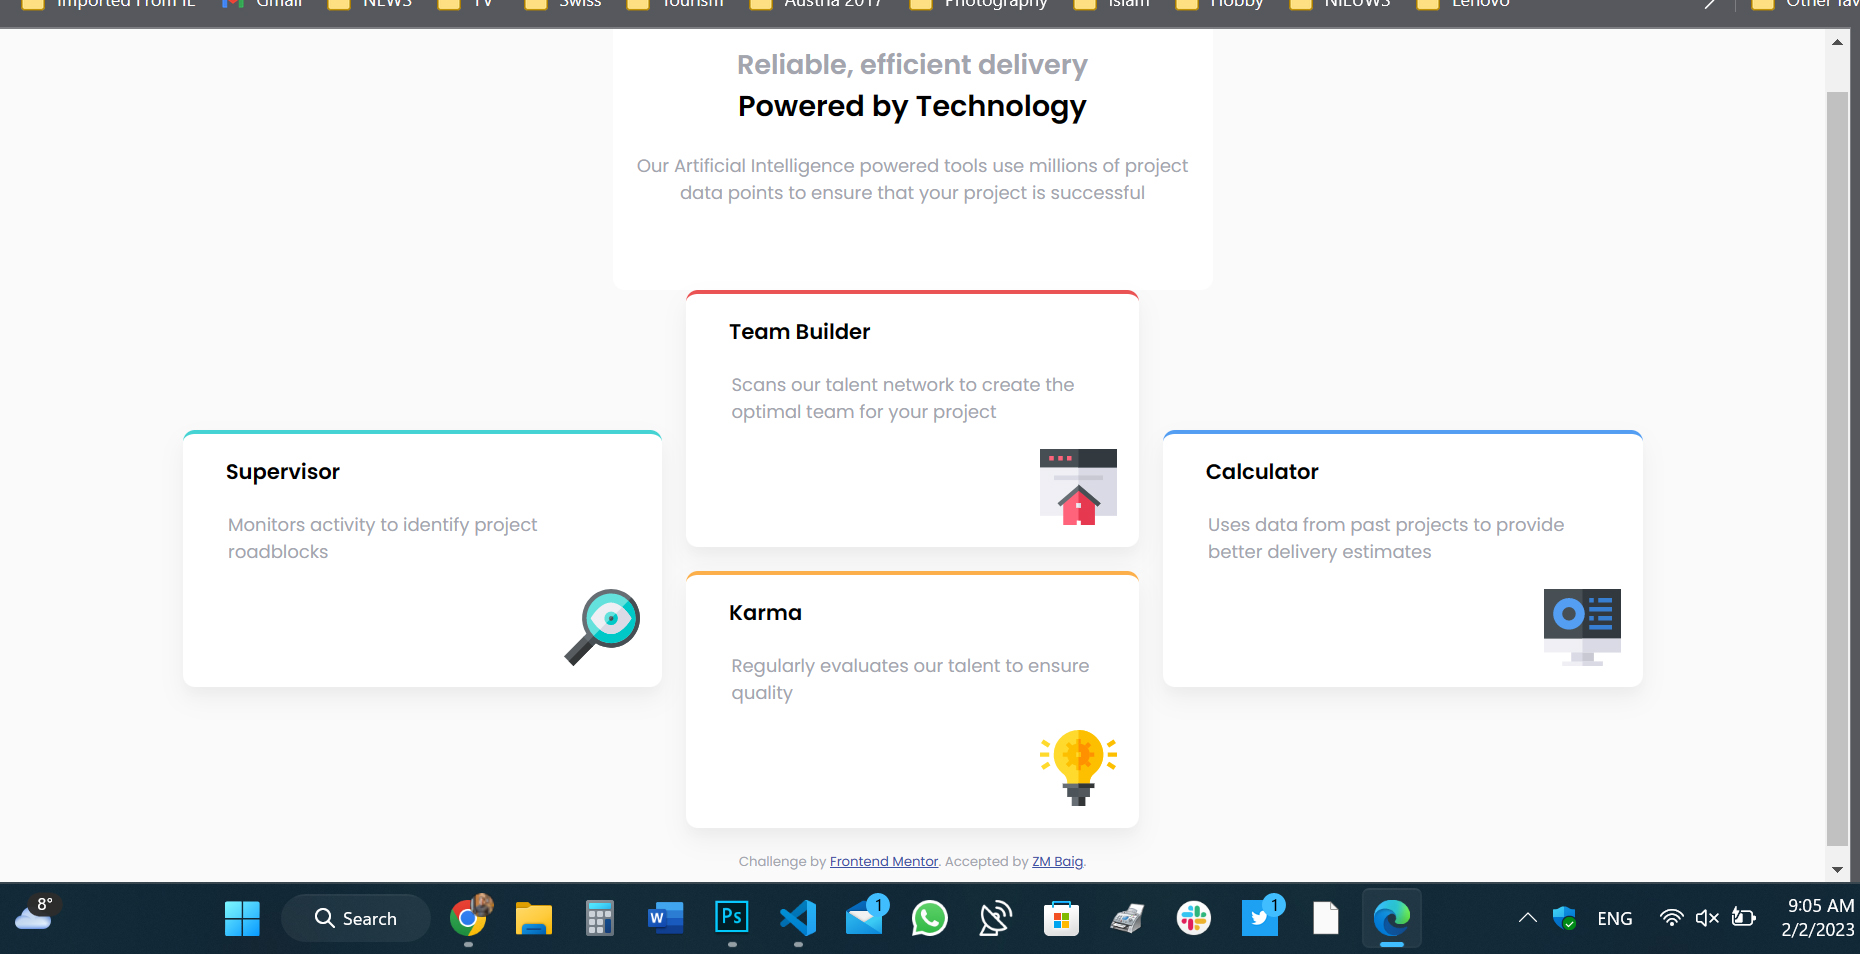 Imported From IE Gmail NEWS TV Swiss Tourism Austria 2017 Photography Islam Hobby NIEUWS Lenovo Other fav
Reliable, efficient delivery
Powered by Technology
Our Artificial Intelligence powered tools use millions of project
data points to ensure that your project is successful
Team Builder
Scans our talent network to create the
optimal team for your project
Supervisor
Monitors activity to identify project
roadblocks
Calculator
Uses data from past projects to provide
better delivery estimates
Karma
Regularly evaluates our talent to ensure
quality
Challenge by Frontend Mentor. Accepted by ZM Baig.
8°
Search
W
Ps
1
1
ENG
9:05 AM
2/2/2023